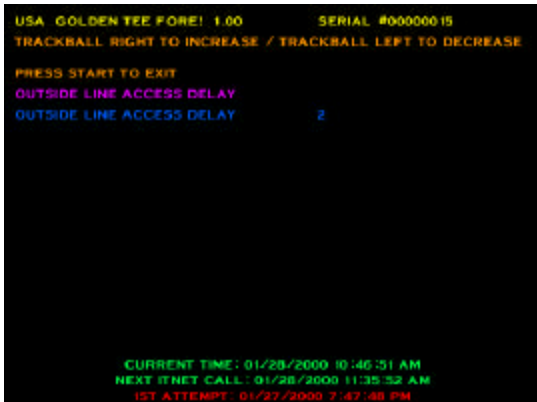 USA GOLDEN TEE FORE! 1.00 SERIAL #00000015
TRACKBALL RIGHT TO INCREASE / TRACKBALL LEFT TO DECREASE
PRESS START TO EXIT
OUTSIDE LINE ACCESS DELAY
OUTSIDE LINE ACCESS DELAY 2
CURRENT TIME: 01/28/2000 10:46:51 AM
NEXT ITNET CALL: 01/28/2000 11:35:52 AM
1ST ATTEMPT: 01/27/2000 7:47:48 PM